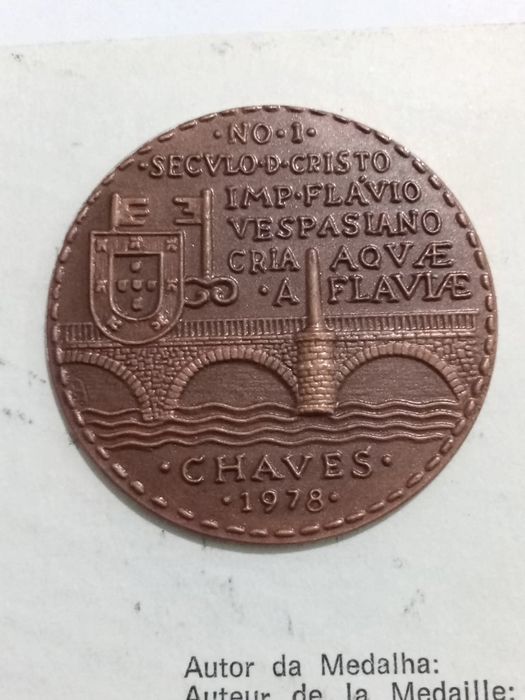 ·NO·I·
·SECVLO·D·CRISTO
IMP·FLÁVIO
VESPASIANO
CRIA AQVÆ
·A FLAVIÆ
·CHAVES·
·1978·
Autor da Medalha:
Auteur de la Medaille: